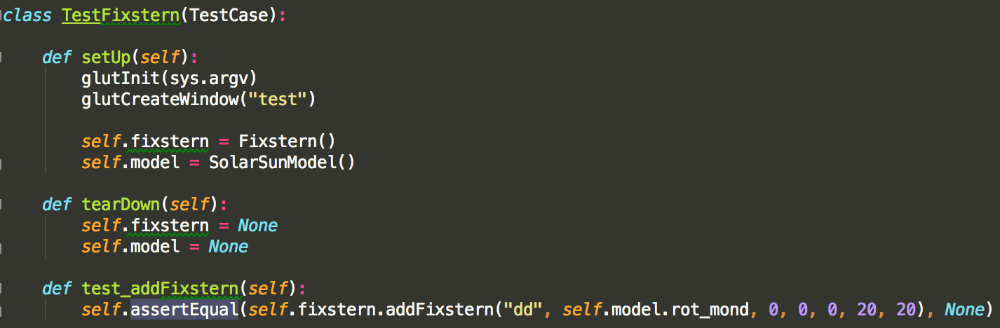 class TestFixstern(TestCase):
def setUp(self):
glutInit(sys.argv)
glutCreateWindow("test")
self.fixstern = Fixstern()
self.model = SolarSunModel()
def tearDown(self):
self.fixstern = None
self.model = None
def test_addFixstern(self):
self.assertEqual(self.fixstern.addFixstern("dd", self.model.rot_mond, 0, 0, 0, 20, 20), None)